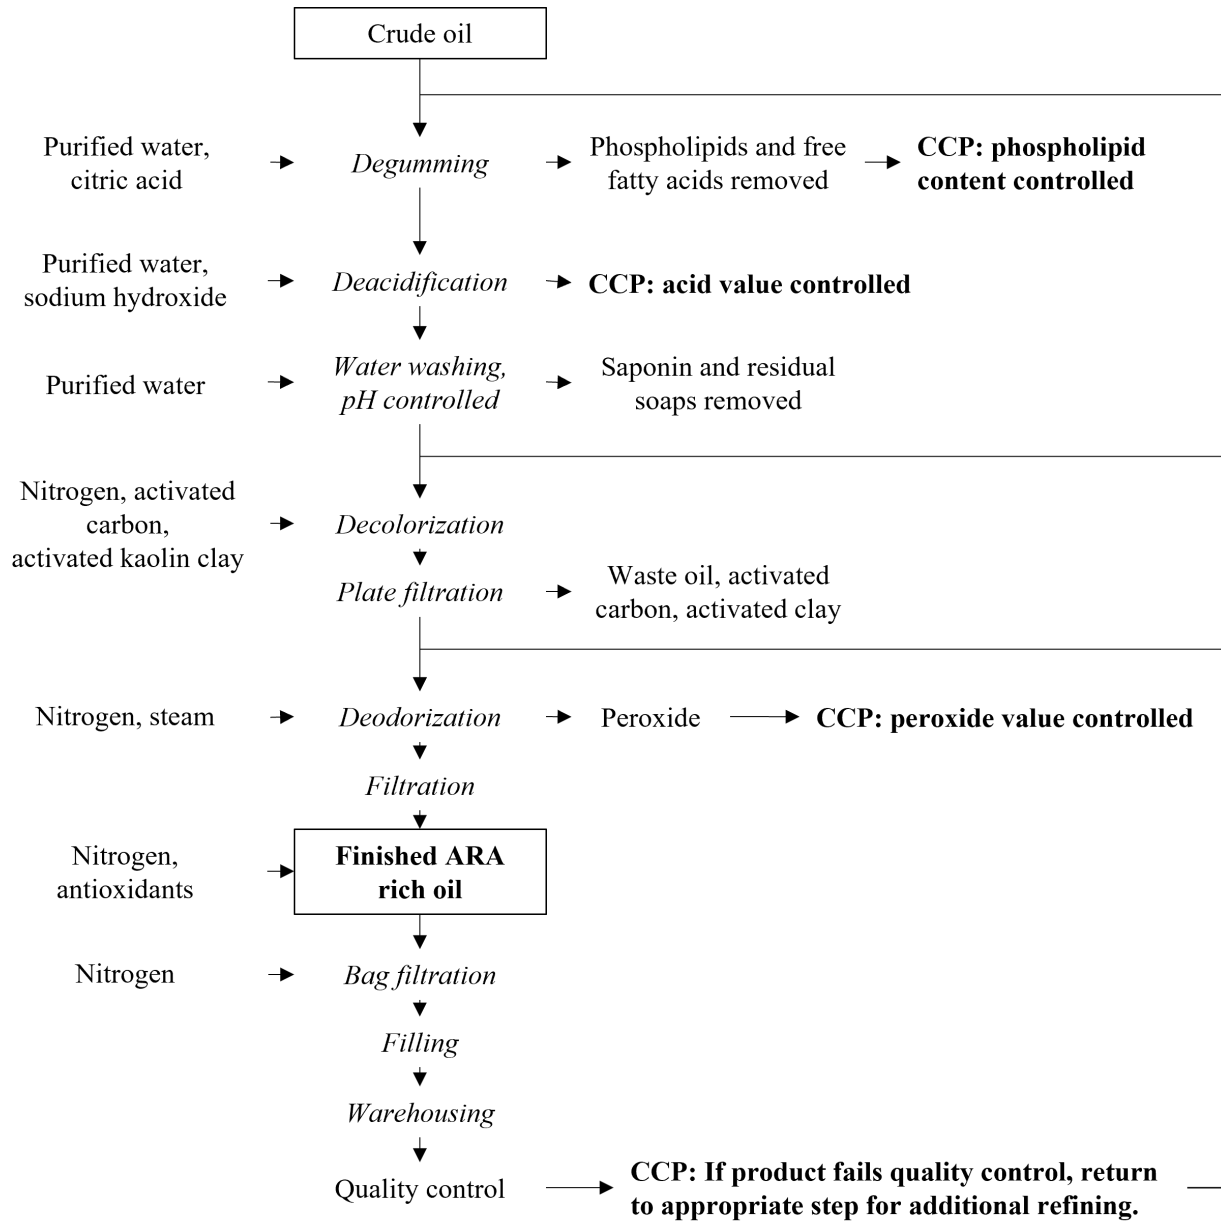 Crude oil
Purified water,
citric acid
Degumming
Phospholipids and free
fatty acids removed
CCP: phospholipid
content controlled
Purified water,
sodium hydroxide
Deacidification
CCP: acid value controlled
Purified water
Water washing,
pH controlled
Saponin and residual
soaps removed
Nitrogen, activated
carbon,
activated kaolin clay
Decolorization
Plate filtration
Waste oil, activated
carbon, activated clay
Nitrogen, steam
Deodorization
Peroxide
CCP: peroxide value controlled
Filtration
Nitrogen,
antioxidants
Finished ARA
rich oil
Nitrogen
Bag filtration
Filling
Warehousing
Quality control
CCP: If product fails quality control, return
to appropriate step for additional refining.